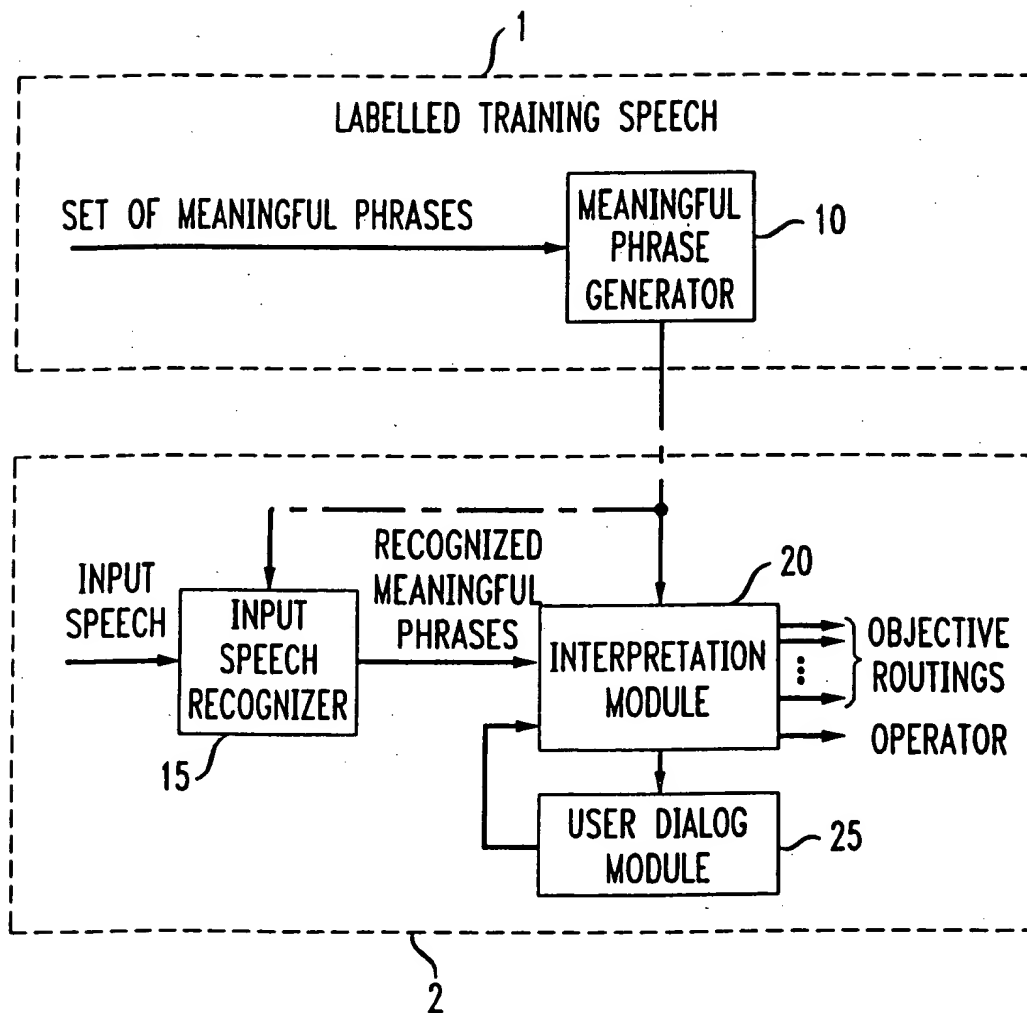 1
LABELLED TRAINING SPEECH
SET OF MEANINGFUL PHRASES
MEANINGFUL
PHRASE
GENERATOR
10
INPUT
SPEECH
INPUT
SPEECH
RECOGNIZER
15
RECOGNIZED
MEANINGFUL
PHRASES
20
INTERPRETATION
MODULE
OBJECTIVE
ROUTINGS
OPERATOR
USER DIALOG
MODULE
25
2